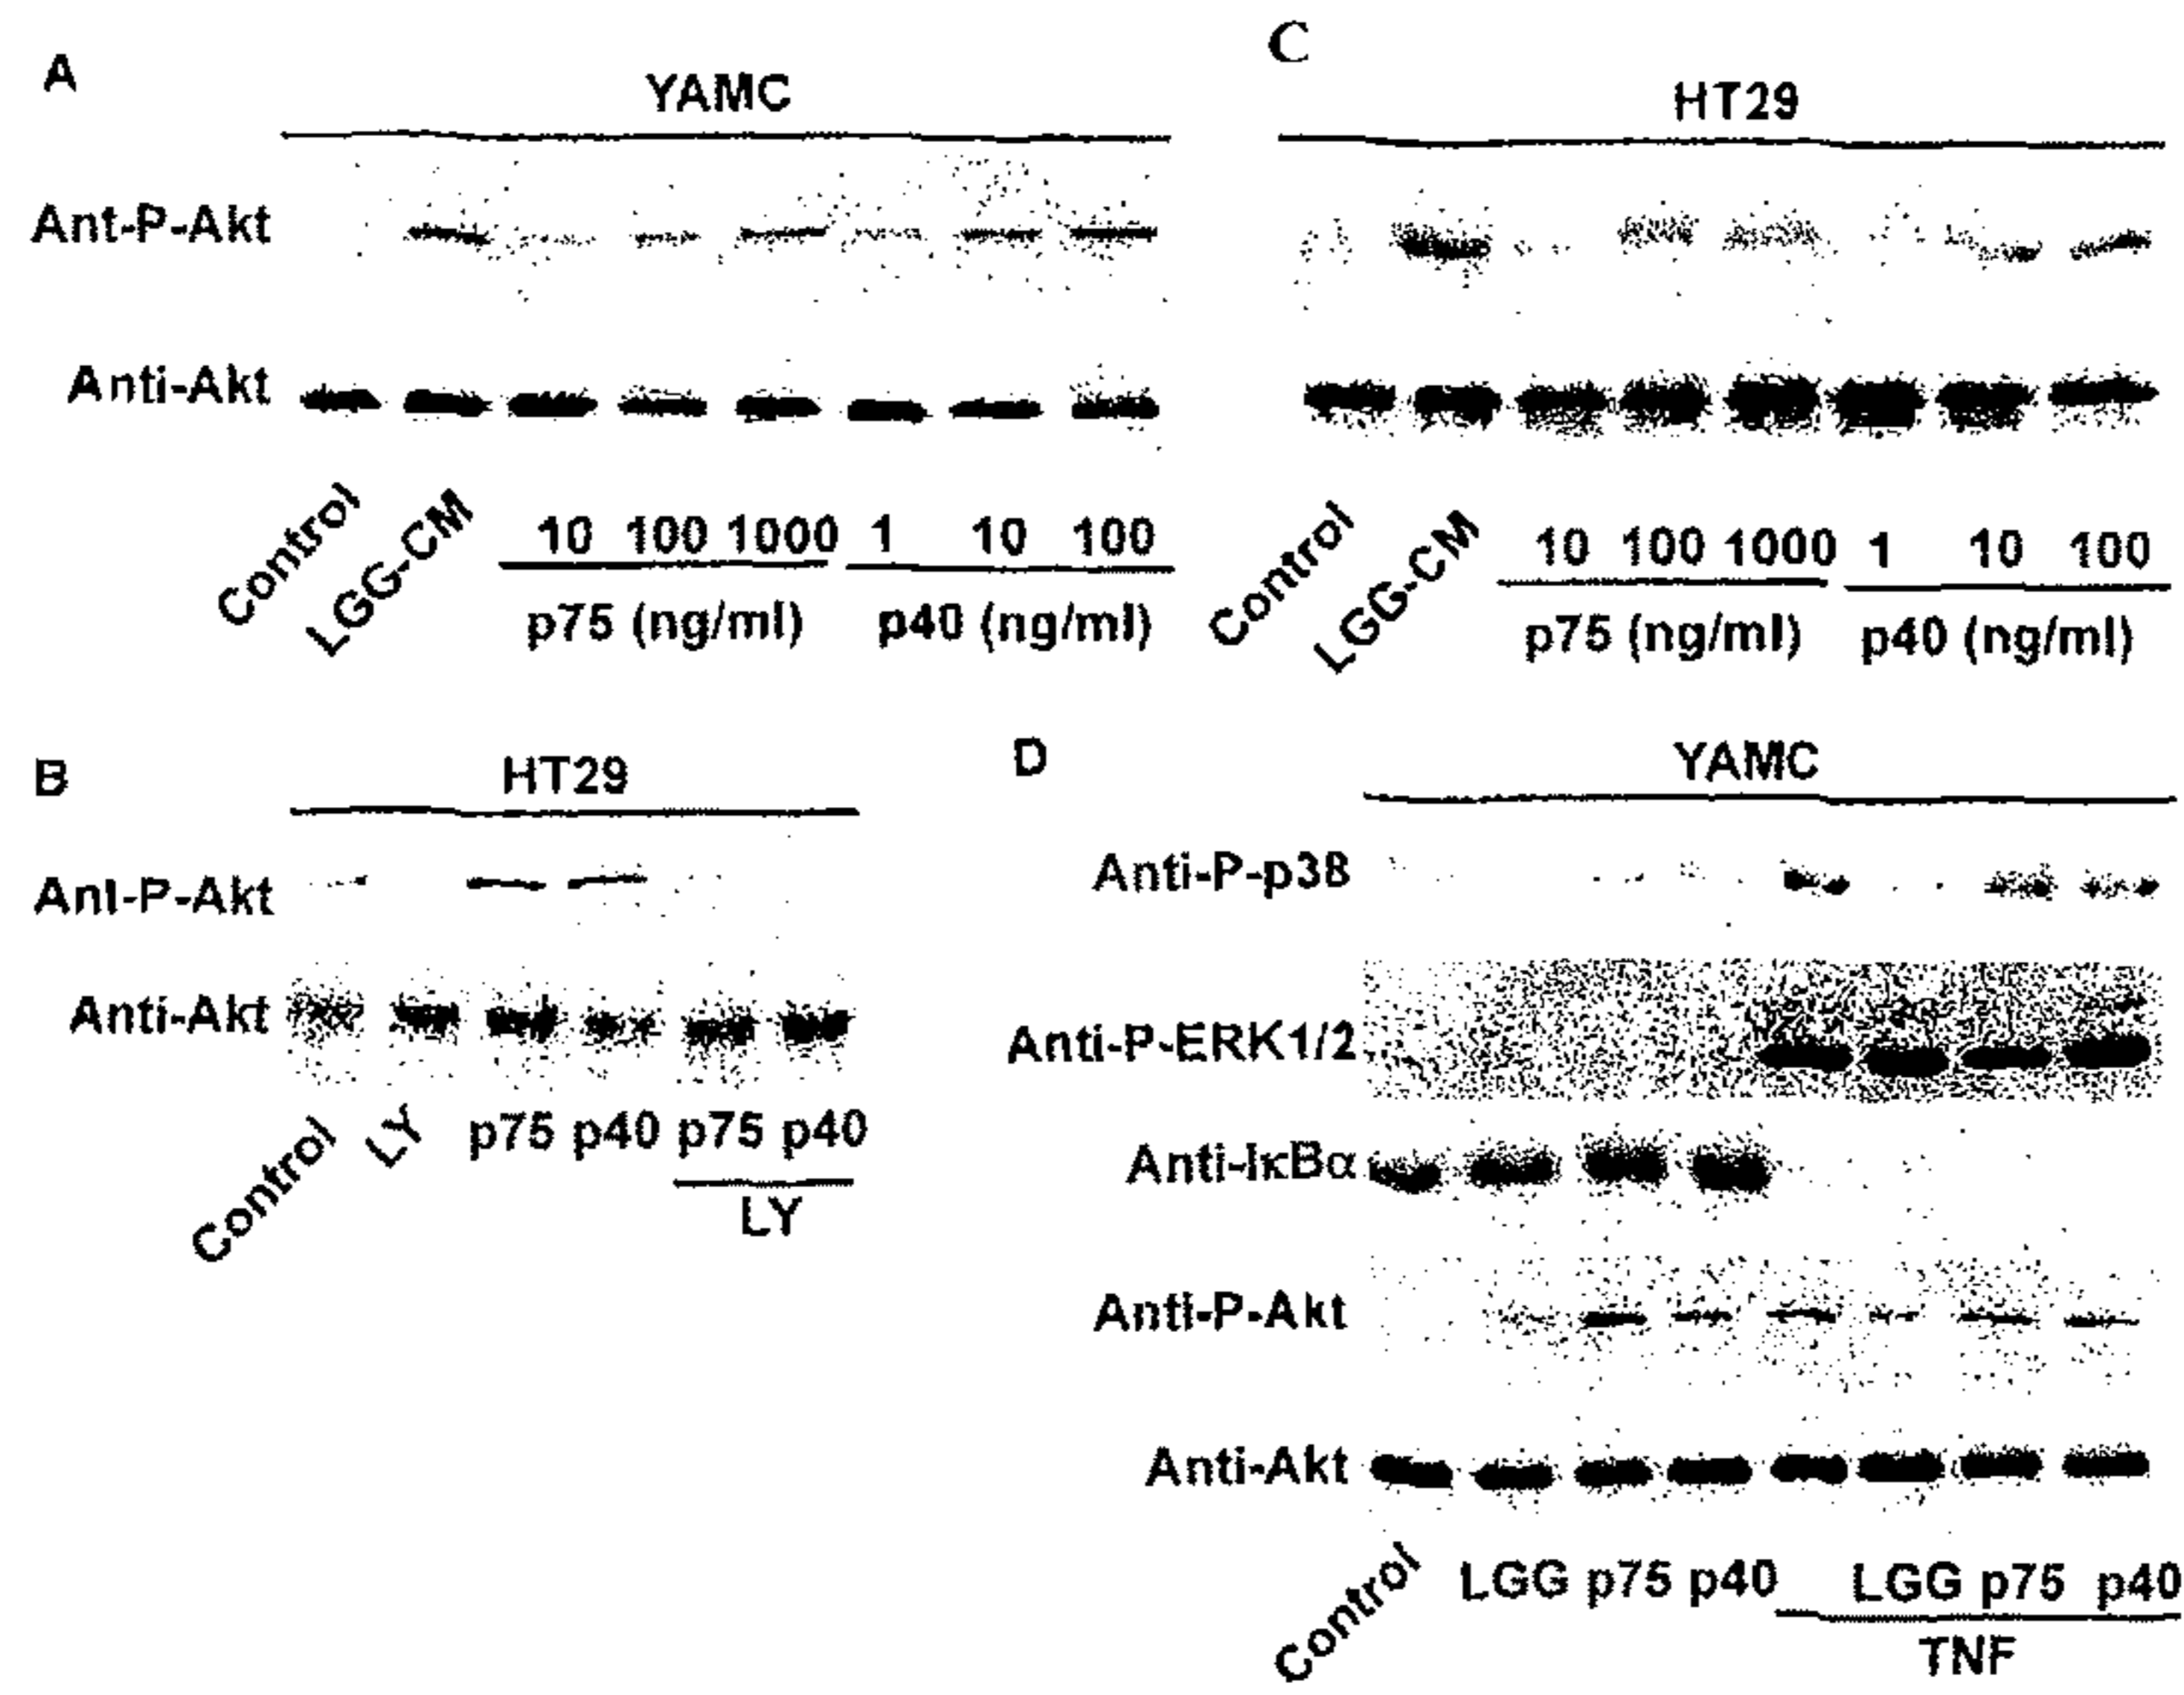 A
YAMC
Ant-P-Akt
Anti-Akt
Control LGG-CM 10 100 1000 1 10 100
p75 (ng/ml) p40 (ng/ml)
C
HT29
Control LGG-CM 10 100 1000 1 10 100
p75 (ng/ml) p40 (ng/ml)
B
HT29
Anl-P-Akt
Anti-Akt
Control LY p75 p40 p75 p40
LY
D
YAMC
Anti-P-p38
Anti-P-ERK1/2
Anti-IκBα
Anti-P-Akt
Anti-Akt
Control LGG p75 p40 LGG p75 p40
TNF